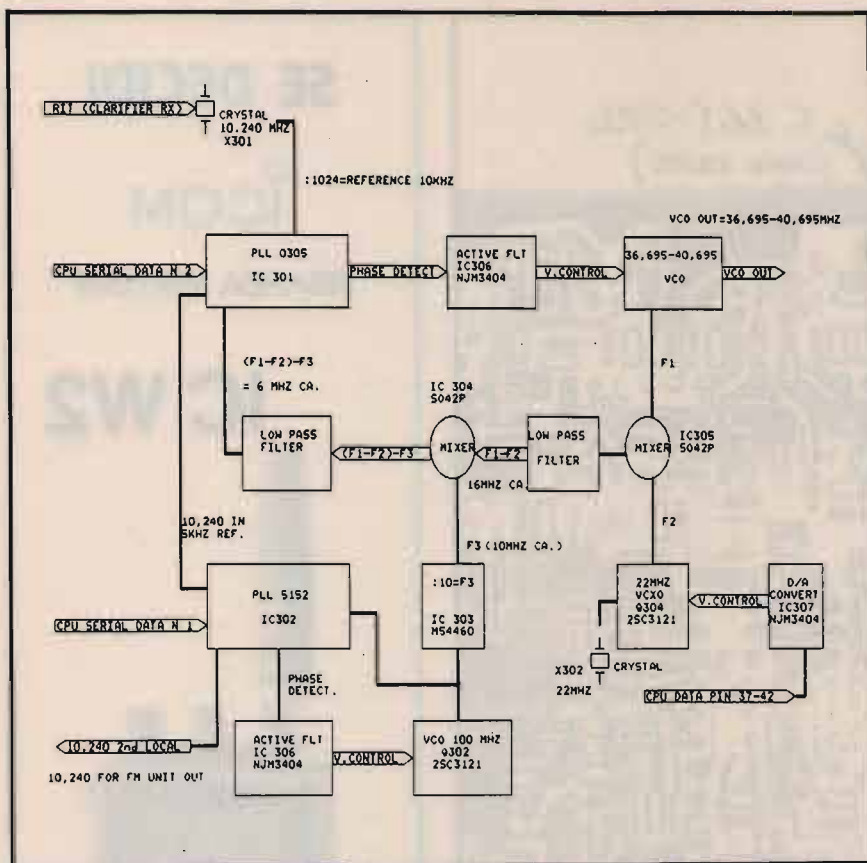 RIT (CLARIFIER RX)
CRYSTAL
10.240 MHZ
X301
:1024=REFERENCE 10KHZ
VCO OUT=36,695-40,695MHZ
CPU SERIAL DATA N 2
PLL 0305
IC 301
PHASE DETECT
ACTIVE FLT
IC306
NJM3404
V.CONTROL
36,695-40,695
VCO
VCO OUT
(F1-F2)-F3
= 6 MHZ CA.
F1
IC 304
S042P
LOW PASS
FILTER
(F1-F2)-F3
MIXER
F1-F2
LOW PASS
FILTER
MIXER
IC305
S042P
16MHZ CA.
10,240 IN
5KHZ REF.
F3 (10MHZ CA.)
F2
CPU SERIAL DATA N 1
PLL 5152
IC302
:10=F3
IC 303
M54460
22MHZ
VCXO
Q304
2SC3121
V.CONTROL
D/A
CONVERT
IC307
NJM3404
X302
22MHZ
CRYSTAL
CPU DATA PIN 37-42
PHASE
DETECT.
10,240 2nd LOCAL
10,240 FOR FM UNIT OUT
ACTIVE FLT
IC 306
NJM3404
V.CONTROL
VCO 100 MHZ
Q302
2SC3121